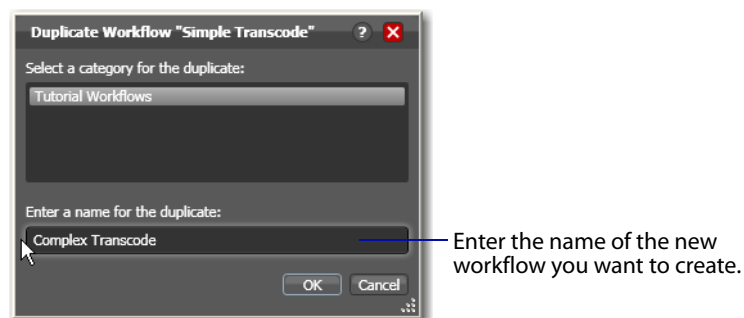 Duplicate Workflow "Simple Transcode" ?
Select a category for the duplicate:
Tutorial Workflows
Enter a name for the duplicate:
Complex Transcode
Enter the name of the new
workflow you want to create.
OK Cancel